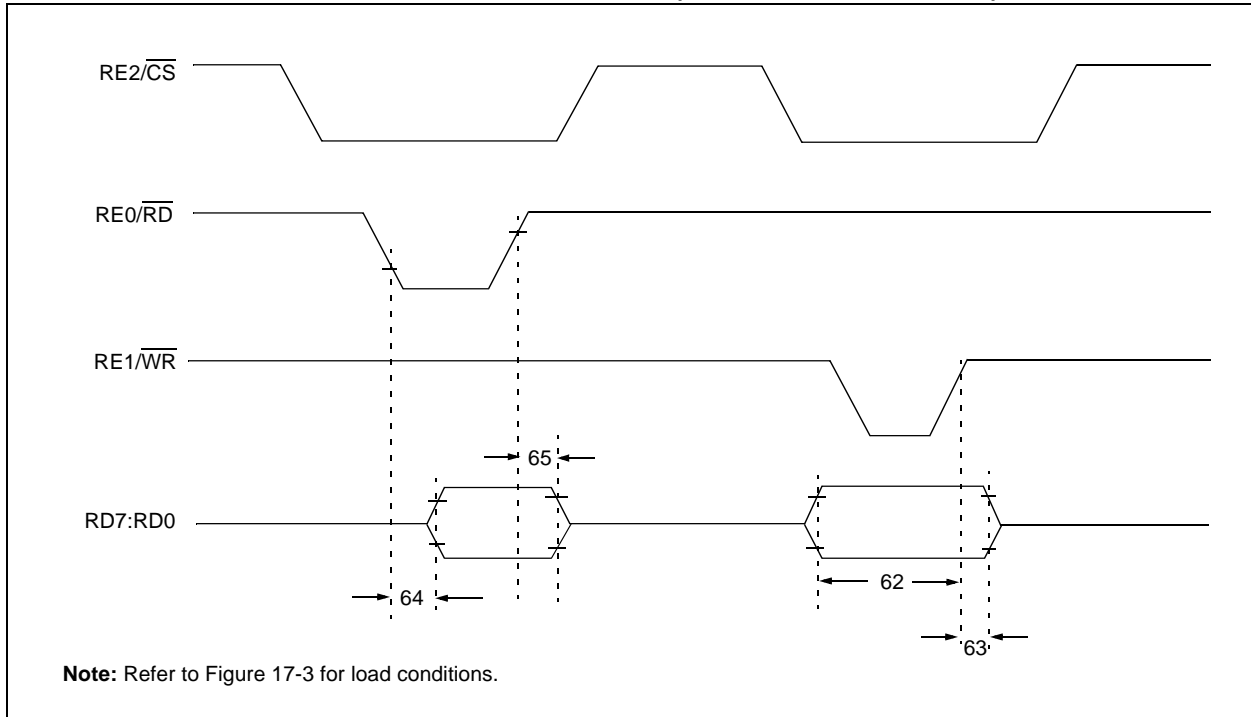 RE2/CS
RE0/RD
RE1/WR
65
RD7:RD0
62
64
63
Note: Refer to Figure 17-3 for load conditions.